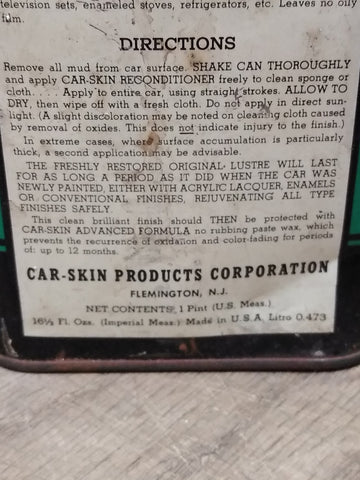 television sets, enameled stoves, refrigerators, etc. Leaves no oily
film.
DIRECTIONS
Remove all mud from car surface. SHAKE CAN THOROUGHLY
and apply CAR-SKIN RECONDITIONER freely to clean sponge or
cloth.... Apply to entire car, using straight strokes. ALLOW TO
DRY, then wipe off with a fresh cloth. Do not apply in direct sun-
light. (A slight discoloration may be noted on cleaning cloth caused
by removal of oxides. This does not indicate injury to the finish.)
In extreme cases, where surface accumulation is particularly
thick, a second application may be advisable.
THE FRESHLY RESTORED ORIGINAL LUSTRE WILL LAST
FOR AS LONG A PERIOD AS IT DID WHEN THE CAR WAS
NEWLY PAINTED, EITHER WITH ACRYLIC LACQUER, ENAMELS
OR CONVENTIONAL FINISHES, REJUVENATING ALL TYPE
FINISHES SAFELY.
This clean brilliant finish should THEN be protected with
CAR-SKIN ADVANCED FORMULA no rubbing paste wax, which
prevents the recurrence of oxidation and color-fading for periods
of: up to 12 months.
CAR-SKIN PRODUCTS CORPORATION
FLEMINGTON, N.J.
NET CONTENTS: 1 Pint (U.S. Meas.)
16½ Fl. Ozs. (Imperial Meas.) Made in U.S.A. Litro 0.473